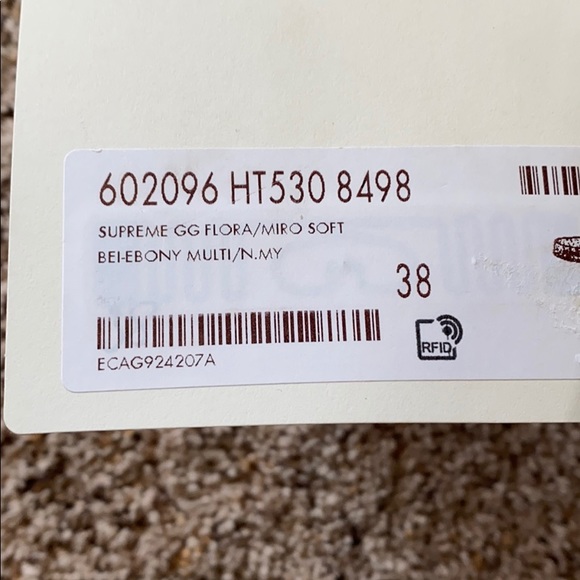 602096 HT530 8498
SUPREME GG FLORA/MIRO SOFT
BEI-EBONY MULTI/N.MY
38
RFID
ECAG924207A